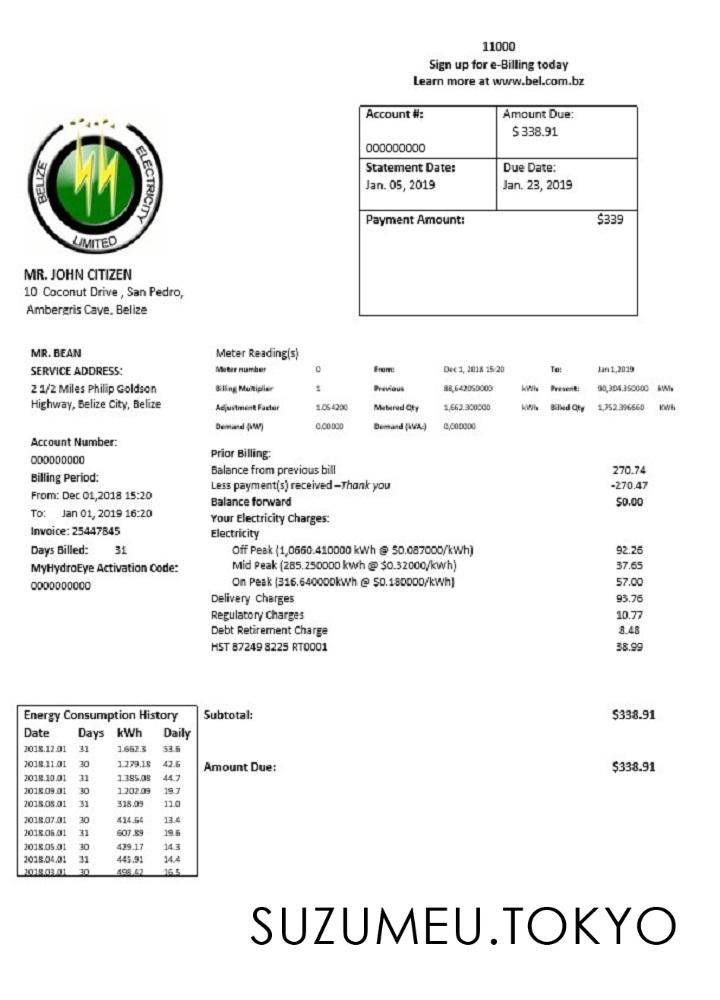 11000
Sign up for e-Billing today
Learn more at www.bel.com.bz
Account #:
000000000
Amount Due:
$ 338.91
Statement Date:
Jan. 05, 2019
Due Date:
Jan. 23, 2019
Payment Amount: $339
BELIZE ELECTRICITY LIMITED
MR. JOHN CITIZEN
10 Coconut Drive , San Pedro,
Ambergris Caye, Belize
MR. BEAN
SERVICE ADDRESS:
2 1/2 Miles Philip Goldson
Highway, Belize City, Belize
Account Number:
000000000
Billing Period:
From: Dec 01,2018 15:20
To: Jan 01, 2019 16:20
Invoice: 25447845
Days Billed: 31
MyHydroEye Activation Code:
0000000000
Meter Reading(s)
Meter number 0 From: Dec 1, 2018 15:20 To: Jan 1,2019
Billing Multiplier 1 Previous 88,642050000 kWh Present: 90,304.350000 kWh
Adjustment Factor 1.054200 Metered Qty 1,662.300000 kWh Billed Qty 1,752.396660 KWh
Demand (kW) 0.00000 Demand (kVA:) 0,000000
Prior Billing:
Balance from previous bill 270.74
Less payment(s) received –Thank you -270.47
Balance forward $0.00
Your Electricity Charges:
Electricity
Off Peak (1,0660.410000 kWh @ $0.087000/kWh) 92.26
Mid Peak (285.250000 kWh @ $0.32000/kWh) 37.65
On Peak (316.640000kWh @ $0.180000/kWh) 57.00
Delivery Charges 93.76
Regulatory Charges 10.77
Debt Retirement Charge 8.48
HST 87249 8225 RT0001 38.99
Energy Consumption History
Date Days kWh Daily
2018.12.01 31 1.662.3 53.6
2018.11.01 30 1.279.18 42.6
2018.10.01 31 1.385.08 44.7
2018.09.01 30 1.202.09 19.7
2018.08.01 31 318.09 11.0
2018.07.01 30 414.64 13.4
2018.06.01 31 607.89 19.6
2018.05.01 30 429.17 14.3
2018.04.01 31 445.91 14.4
2018.03.01 30 498.42 16.5
Subtotal: $338.91
Amount Due: $338.91
SUZUMEU.TOKYO